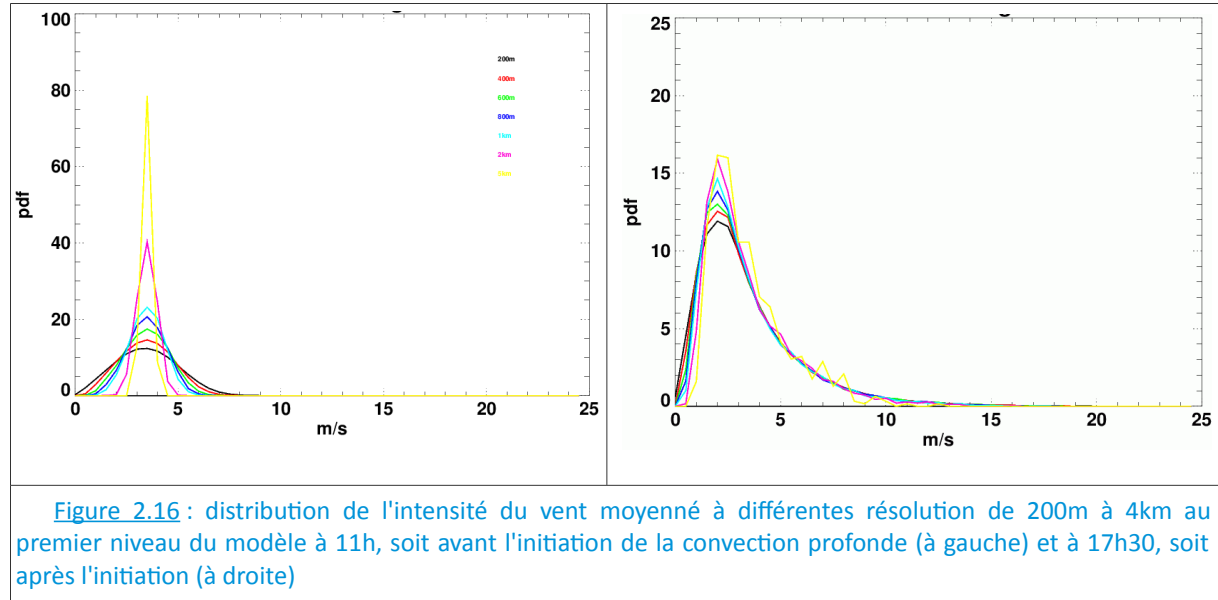 100
80
60
40
20
0
pdf
0 5 10 15 20 25
m/s
200m
400m
600m
800m
1km
2km
25
20
15
10
5
0
pdf
0 5 10 15 20 25
m/s
Figure 2.16 : distribution de l'intensité du vent moyenné à différentes résolution de 200m à 4km au
premier niveau du modèle à 11h, soit avant l'initiation de la convection profonde (à gauche) et à 17h30, soit
après l'initiation (à droite)